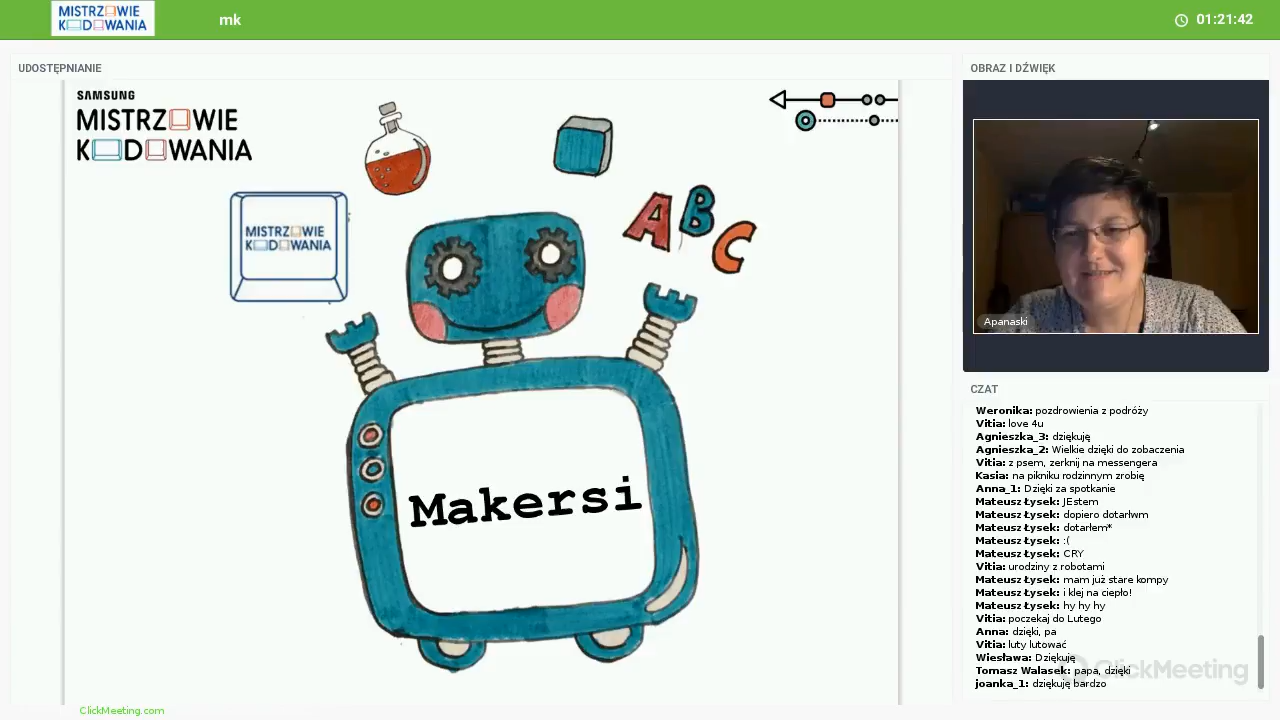 MISTRZOWIE
KODOWANIA
mk
01:21:42
UDOSTĘPNIANIE
OBRAZ I DŹWIĘK
SAMSUNG
MISTRZOWIE
KODOWANIA
MISTRZOWIE
KODOWANIA
A B C
Makersi
Apanaski
CZAT
Weronika: pozdrowienia z podróży
Vitia: love 4u
Agnieszka_3: dziękuję
Agnieszka_2: Wielkie dzięki do zobaczenia
Vitia: z psem, zerknij na messengera
Kasia: na pikniku rodzinnym zrobię
Anna_1: Dzięki za spotkanie
Mateusz Łysek: JEstem
Mateusz Łysek: dopiero dotarłwm
Mateusz Łysek: dotarłem*
Mateusz Łysek: :(
Mateusz Łysek: CRY
Vitia: urodziny z robotami
Mateusz Łysek: mam już stare kompy
Mateusz Łysek: i klej na ciepło!
Mateusz Łysek: hy hy hy
Vitia: poczekaj do Lutego
Anna: dzięki, pa
Vitia: luty lutować
Wiesława: Dziękuję
Tomasz Walasek: papa, dzięki
joanka_1: dziękuję bardzo
ClickMeeting
ClickMeeting.com